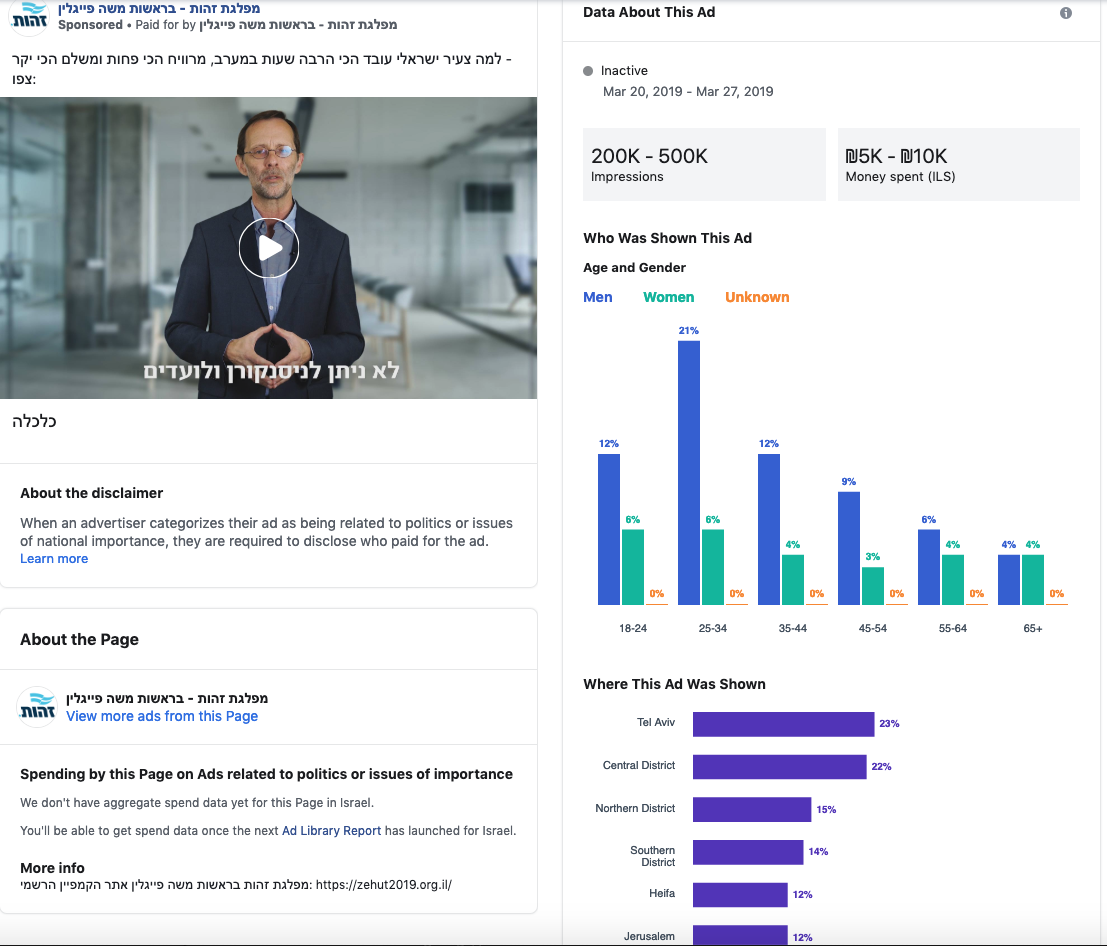 מפלגת זהות - בראשות משה פייגלין
Sponsored • Paid for by מפלגת זהות - בראשות משה פייגלין
למה צעיר ישראלי עובד הכי הרבה שעות במערב, מרוויח הכי פחות ומשלם הכי יקר -
צפו:
זהות
לא ניתן לניסנקורן ולועדים
כלכלה
About the disclaimer
When an advertiser categorizes their ad as being related to politics or issues
of national importance, they are required to disclose who paid for the ad.
Learn more
About the Page
זהות
מפלגת זהות - בראשות משה פייגלין
View more ads from this Page
Spending by this Page on Ads related to politics or issues of importance
We don't have aggregate spend data yet for this Page in Israel.
You'll be able to get spend data once the next Ad Library Report has launched for Israel.
More info
מפלגת זהות בראשות משה פייגלין אתר הקמפיין הרשמי: https://zehut2019.org.il/
Data About This Ad
Inactive
Mar 20, 2019 - Mar 27, 2019
200K - 500K
Impressions
₪5K - ₪10K
Money spent (ILS)
Who Was Shown This Ad
Age and Gender
Men Women Unknown
12% 6% 0%
21% 6% 0%
12% 4% 0%
9% 3% 0%
6% 4% 0%
4% 4% 0%
18-24 25-34 35-44 45-54 55-64 65+
Where This Ad Was Shown
Tel Aviv 23%
Central District 22%
Northern District 15%
Southern
District 14%
Heifa 12%
Jerusalem 12%